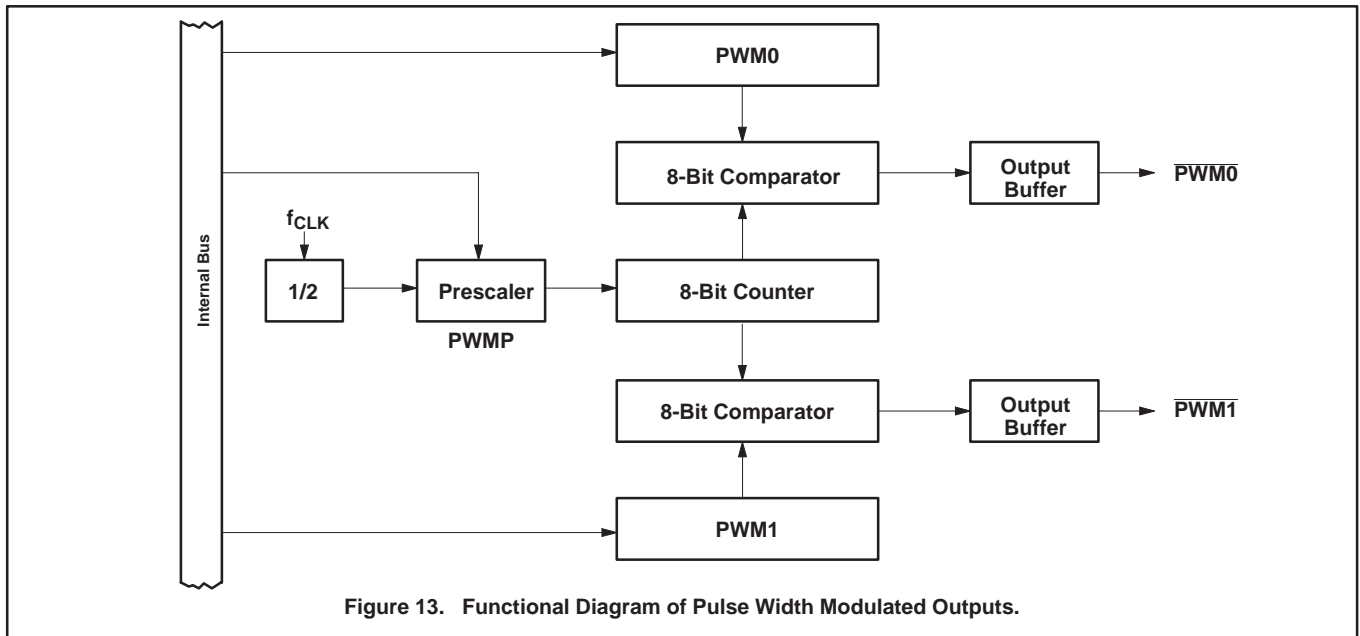 PWM0
8-Bit Comparator
Output
Buffer
PWM0
Internal Bus
fCLK
1/2
Prescaler
8-Bit Counter
PWMP
8-Bit Comparator
Output
Buffer
PWM1
PWM1
Figure 13. Functional Diagram of Pulse Width Modulated Outputs.